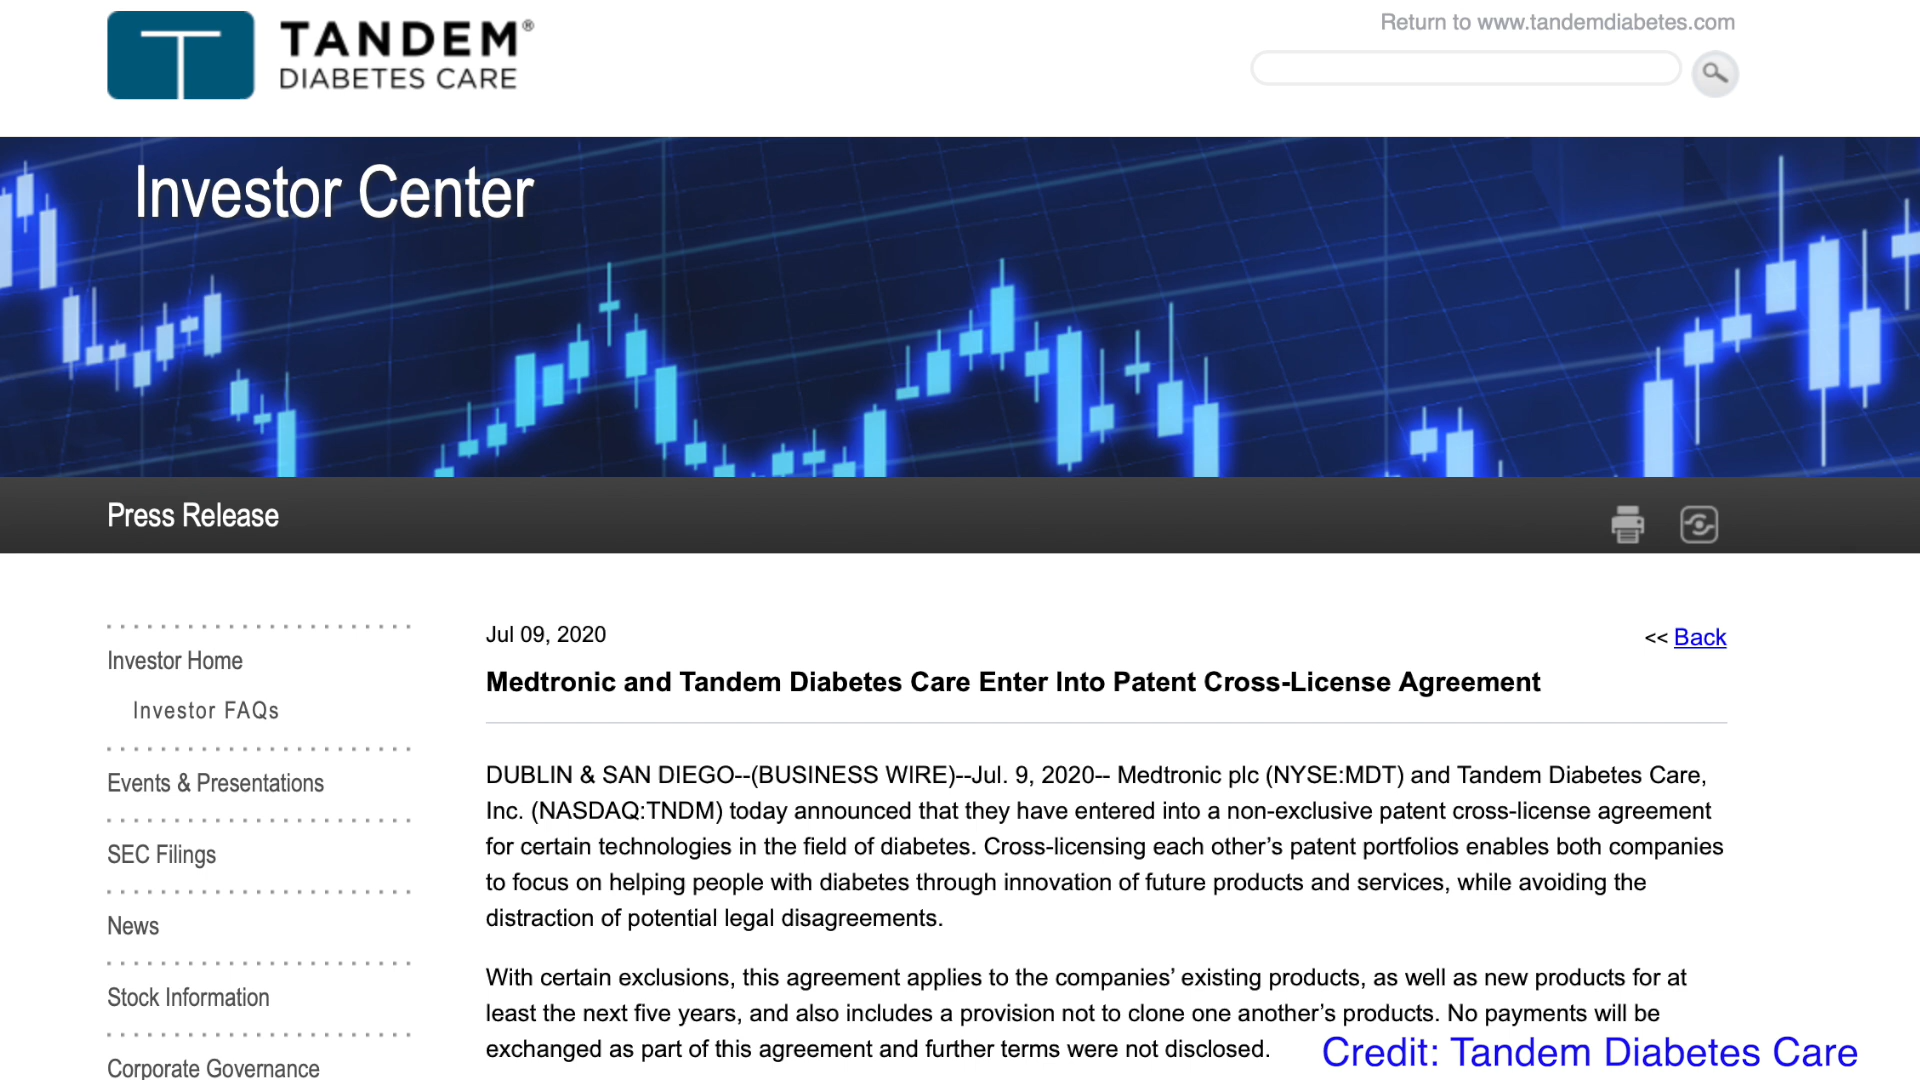 T TANDEM®
DIABETES CARE
Return to www.tandemdiabetes.com
Investor Center
Press Release
Investor Home
Investor FAQs
Events & Presentations
SEC Filings
News
Stock Information
Corporate Governance
Jul 09, 2020
<< Back
Medtronic and Tandem Diabetes Care Enter Into Patent Cross-License Agreement
DUBLIN & SAN DIEGO--(BUSINESS WIRE)--Jul. 9, 2020-- Medtronic plc (NYSE:MDT) and Tandem Diabetes Care,
Inc. (NASDAQ:TNDM) today announced that they have entered into a non-exclusive patent cross-license agreement
for certain technologies in the field of diabetes. Cross-licensing each other’s patent portfolios enables both companies
to focus on helping people with diabetes through innovation of future products and services, while avoiding the
distraction of potential legal disagreements.
With certain exclusions, this agreement applies to the companies’ existing products, as well as new products for at
least the next five years, and also includes a provision not to clone one another’s products. No payments will be
exchanged as part of this agreement and further terms were not disclosed.
Credit: Tandem Diabetes Care